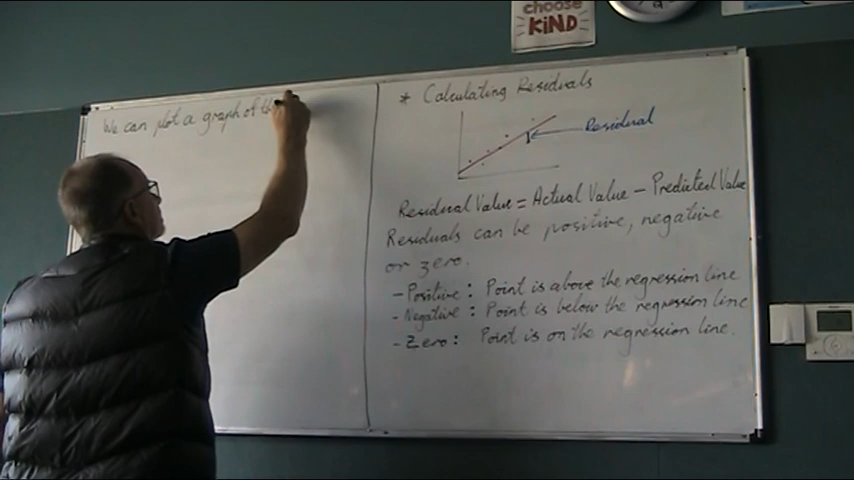 choose
KiND
We can plot a graph of
* Calculating Residuals
Residual
Residual Value = Actual Value - Predicted Value
Residuals can be positive, negative
or zero.
- Positive : Point is above the regression line
- Negative : Point is below the regression line
- Zero : Point is on the regression line.